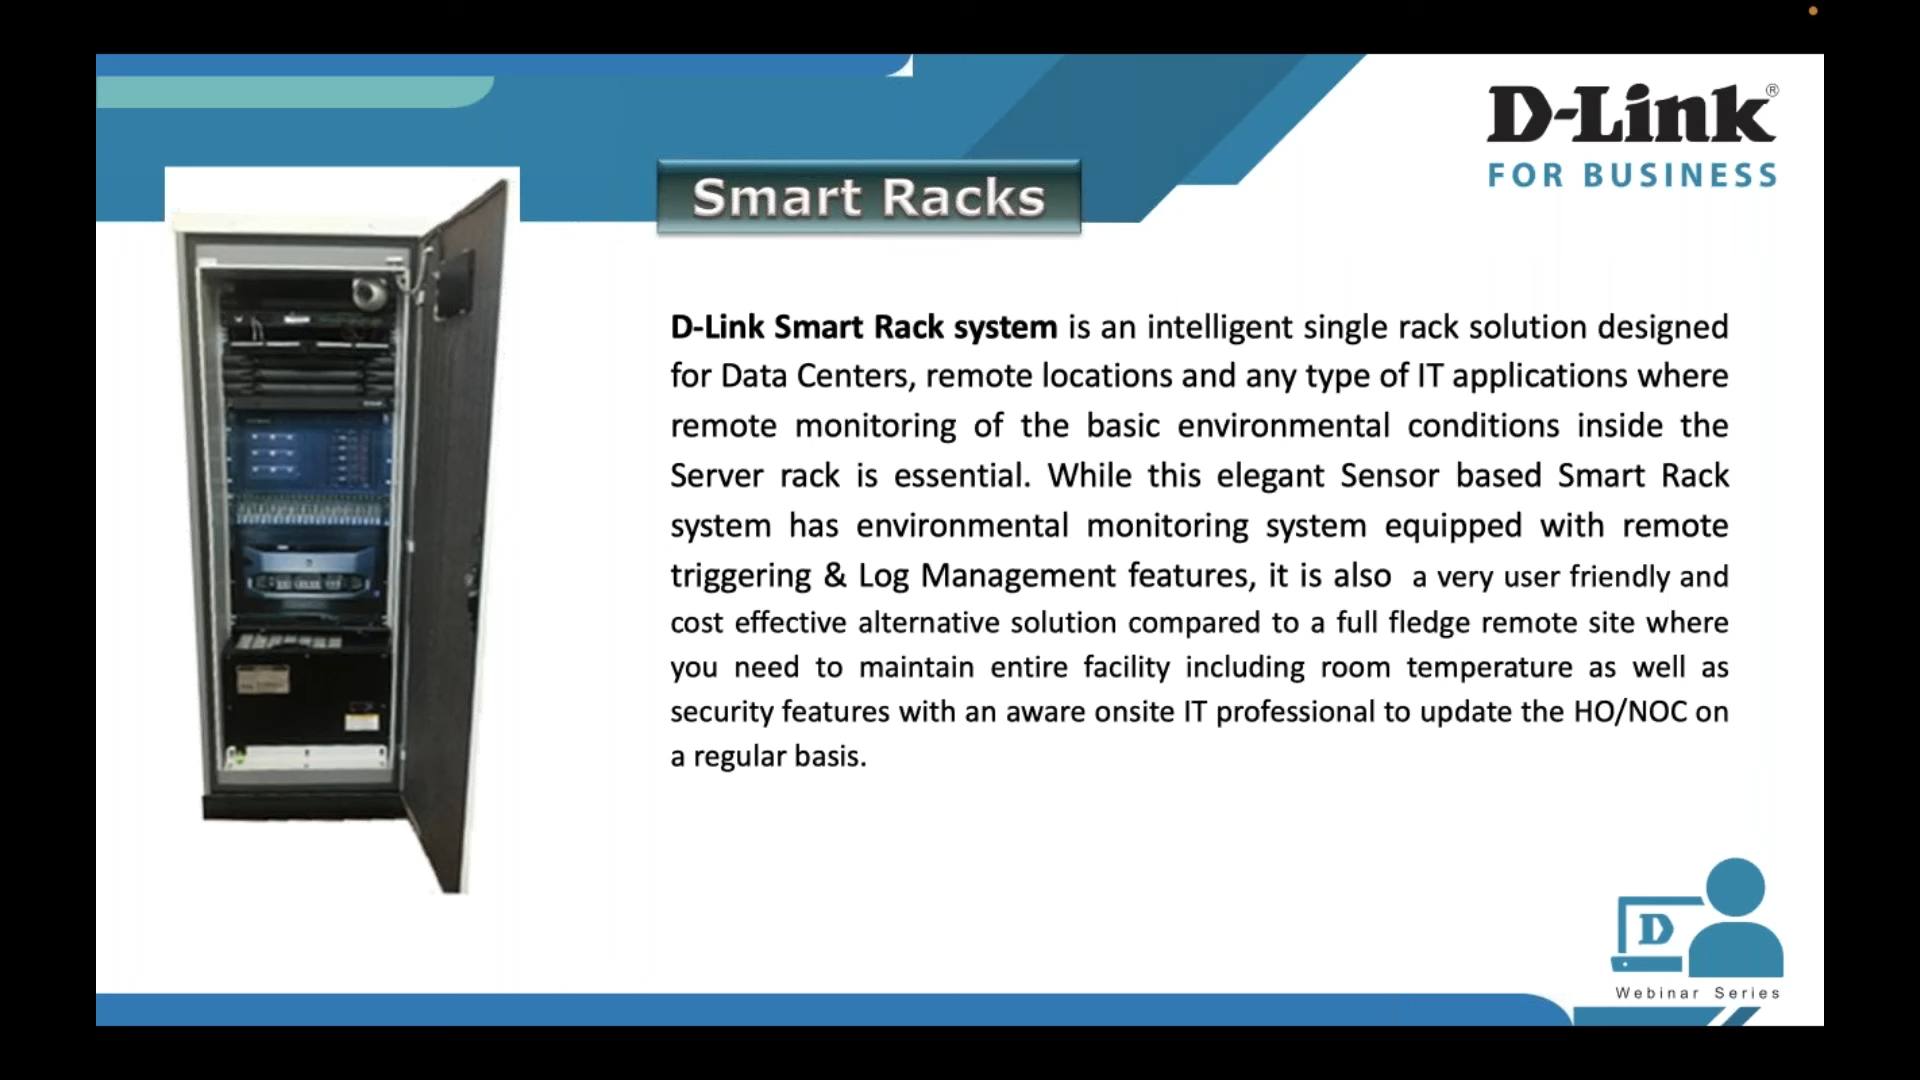 D-Link®
FOR BUSINESS
Smart Racks
D-Link Smart Rack system is an intelligent single rack solution designed
for Data Centers, remote locations and any type of IT applications where
remote monitoring of the basic environmental conditions inside the
Server rack is essential. While this elegant Sensor based Smart Rack
system has environmental monitoring system equipped with remote
triggering & Log Management features, it is also a very user friendly and
cost effective alternative solution compared to a full fledge remote site where
you need to maintain entire facility including room temperature as well as
security features with an aware onsite IT professional to update the HO/NOC on
a regular basis.
D
Webinar Series